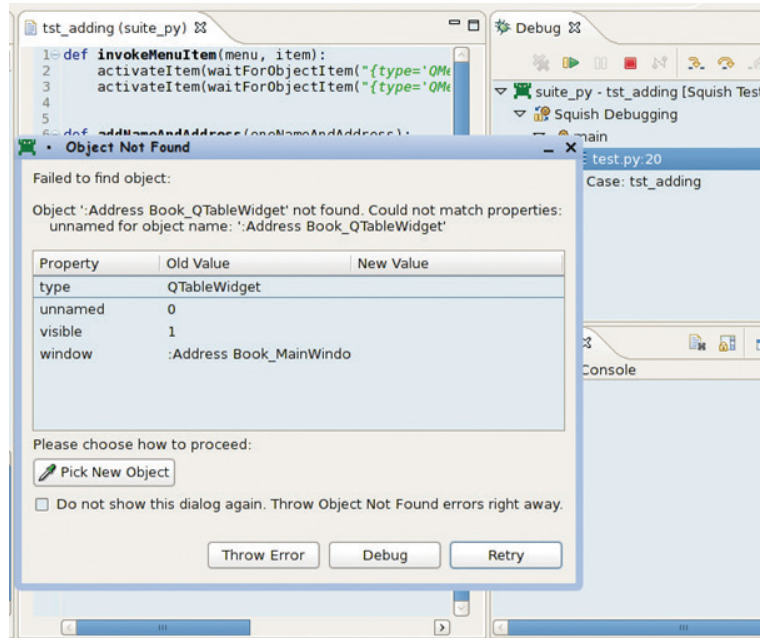 tst_adding (suite_py)
Debug
1 def invokeMenuItem(menu, item):
2 activateItem(waitForObjectItem("{type='QMe
3 activateItem(waitForObjectItem("{type='QMe
4
5
6 def addNameAndAddress(oneNameAndAddress):
suite_py - tst_adding [Squish Test
Squish Debugging
main
test.py:20
Case: tst_adding
Console
Object Not Found
Failed to find object:
Object ':Address Book_QTableWidget' not found. Could not match properties:
unnamed for object name: ':Address Book_QTableWidget'
Property Old Value New Value
type QTableWidget
unnamed 0
visible 1
window :Address Book_MainWindo
Please choose how to proceed:
Pick New Object
Do not show this dialog again. Throw Object Not Found errors right away.
Throw Error Debug Retry